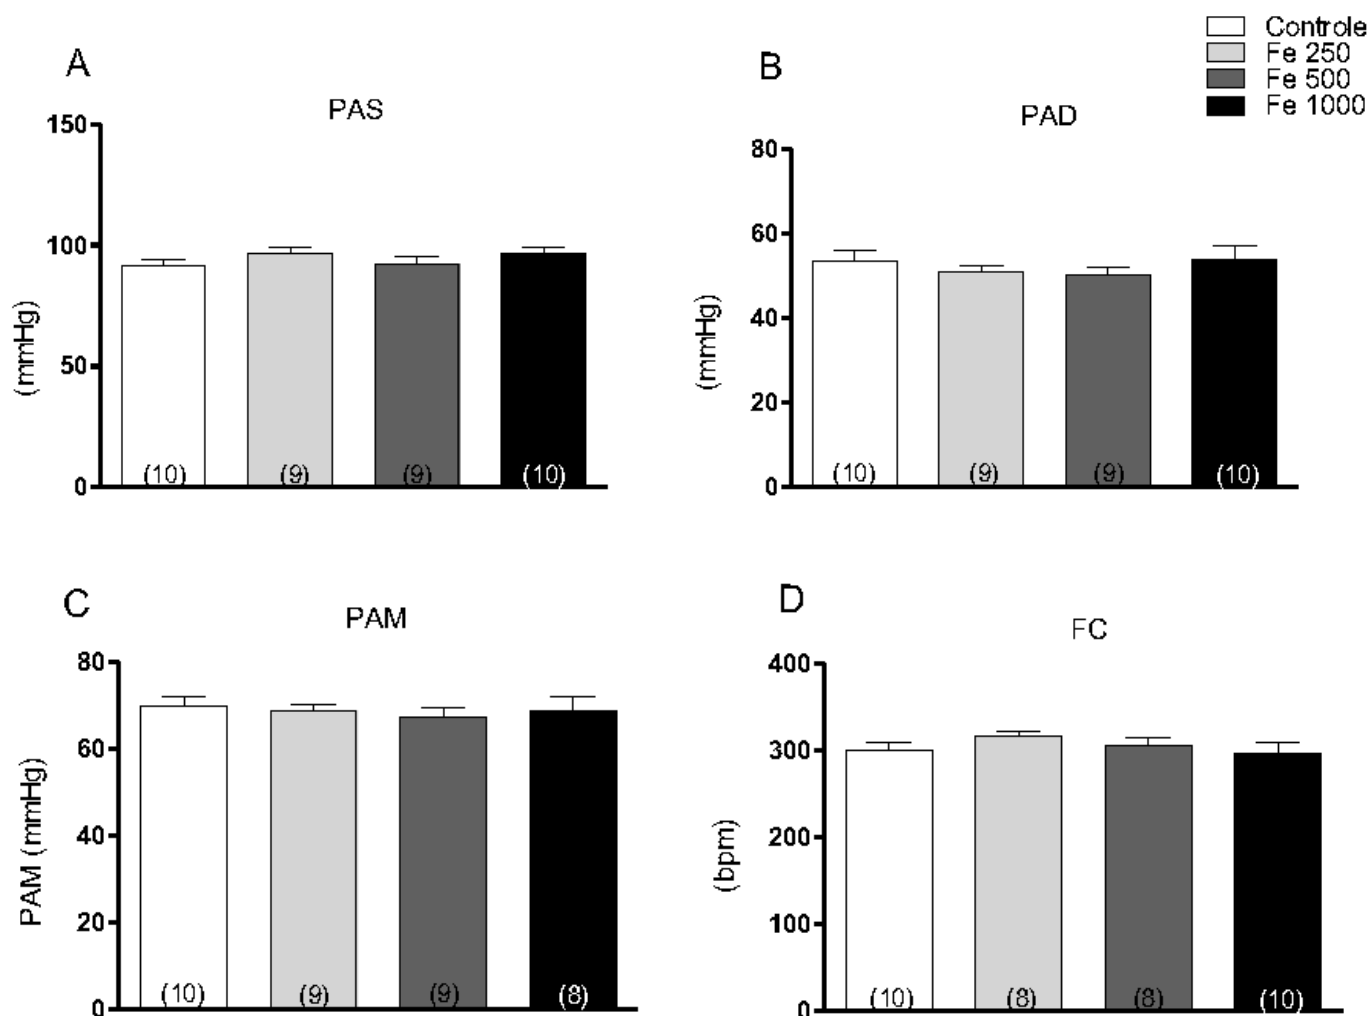 Controle
Fe 250
Fe 500
Fe 1000
A
PAS
150
100
50
0
(mmHg)
(10)
(9)
(9)
(10)
B
PAD
80
60
40
20
0
(mmHg)
(10)
(9)
(9)
(10)
C
PAM
80
60
40
20
0
PAM (mmHg)
(10)
(9)
(9)
(8)
D
FC
400
300
200
100
0
(bpm)
(10)
(8)
(8)
(10)